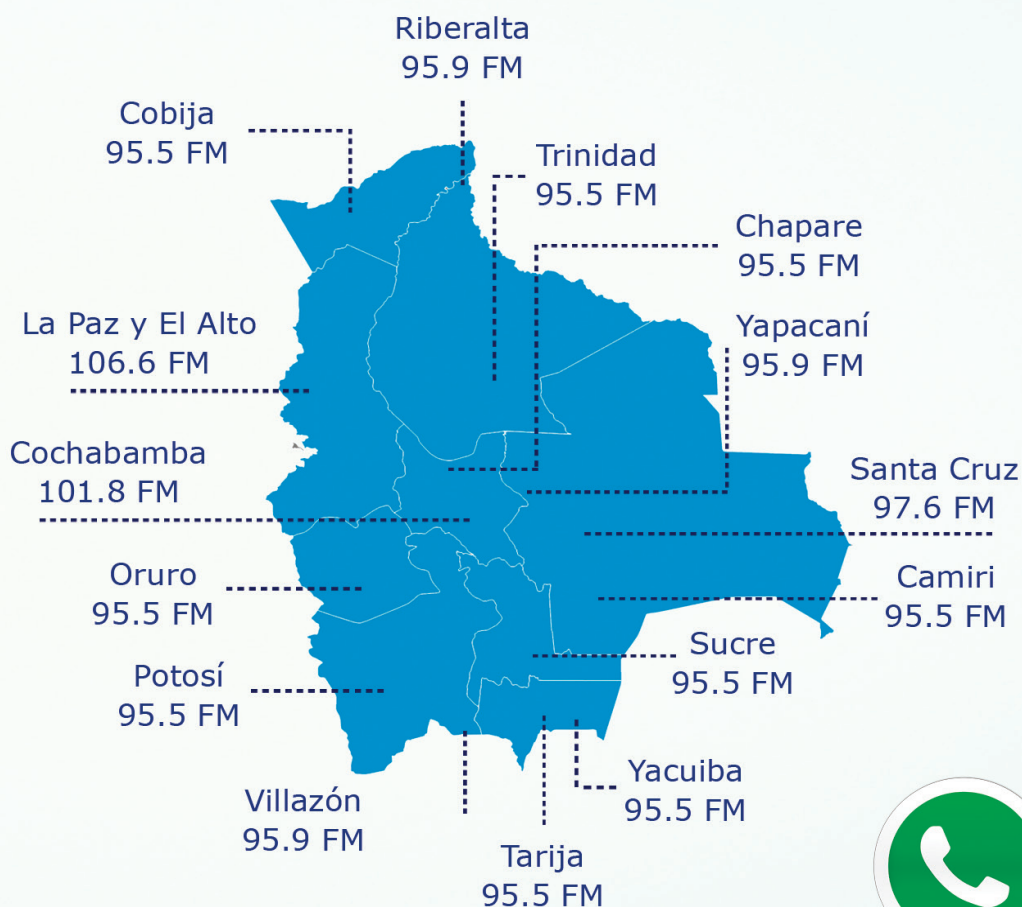 Riberalta
95.9 FM
Cobija
95.5 FM
Trinidad
95.5 FM
Chapare
95.5 FM
La Paz y El Alto
106.6 FM
Yapacaní
95.9 FM
Cochabamba
101.8 FM
Santa Cruz
97.6 FM
Oruro
95.5 FM
Camiri
95.5 FM
Sucre
95.5 FM
Potosí
95.5 FM
Yacuiba
95.5 FM
Villazón
95.9 FM
Tarija
95.5 FM